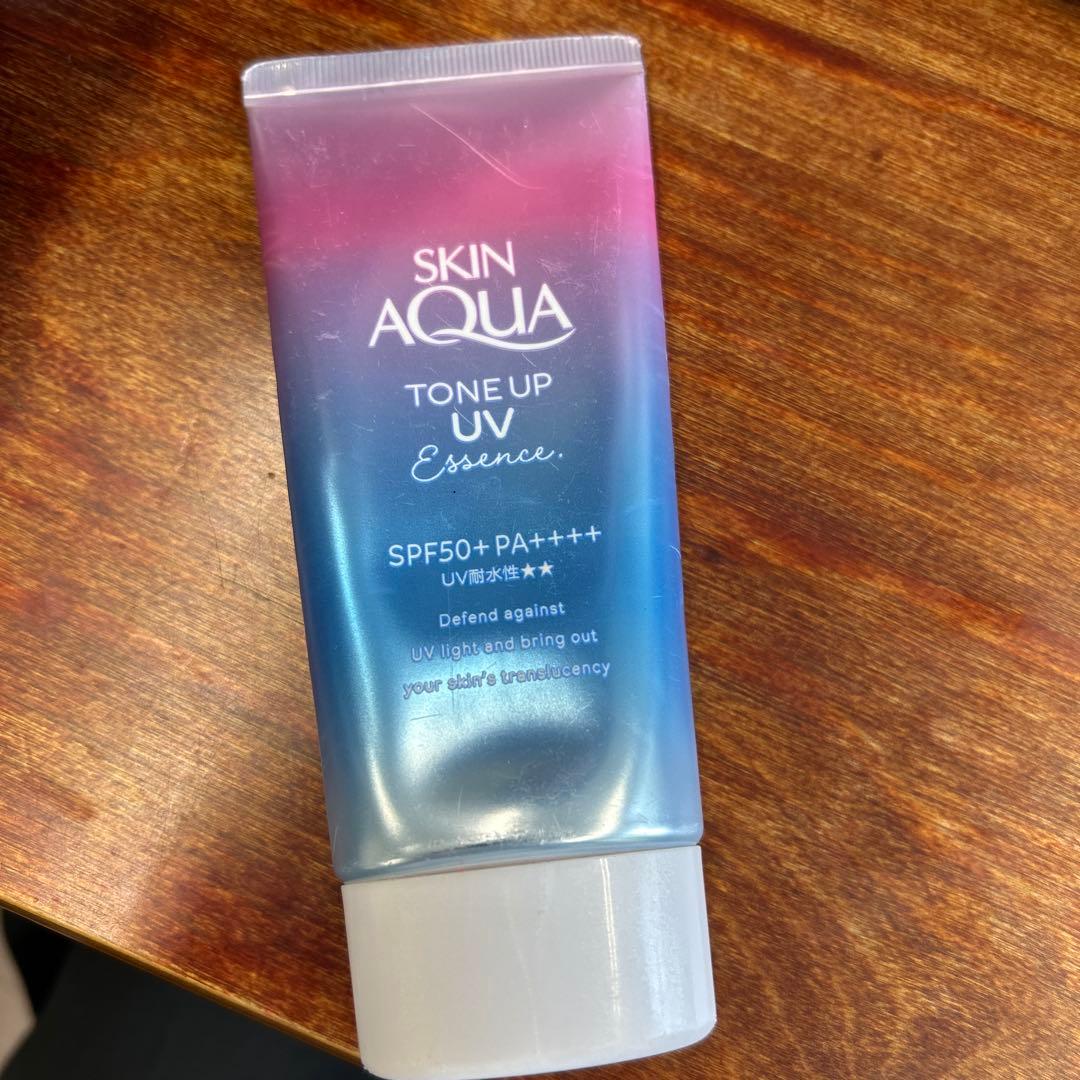 SKIN
AQUA
TONE UP
UV
Essence.
SPF50+ PA++++
UV耐水性★★
Defend against
UV light and bring out
your skin's translucency